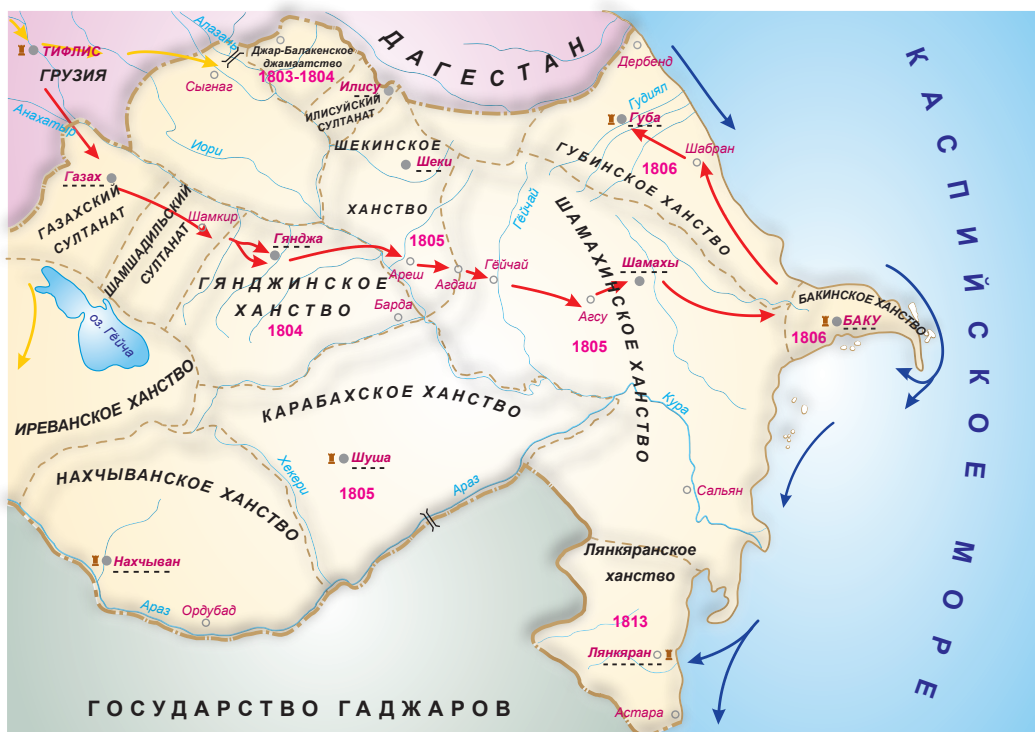 ТИФЛИС
ГРУЗИЯ
Алазань
Джар-Балакенское
джамаатство
1803-1804
ДАГЕСТАН
Дербенд
Сыгнаг
Илису
ИЛИСУЙСКИЙ
СУЛТАНАТ
Гудиял
Губа
Анахатыр
Иори
ШЕКИНСКОЕ
Шеки
ХАНСТВО
Шабран
1806
ГУБИНСКОЕ ХАНСТВО
Газах
ГАЗАХСКИЙ
СУЛТАНАТ
ШАМШАДИЛЬСКИЙ
СУЛТАНАТ
Шамкир
Гянджа
ГЯНДЖИНСКОЕ
ХАНСТВО
1804
1805
Ареш
Агдаш
Гёйчай
Гёйчай
Барда
ШАМАХИНСКОЕ ХАНСТВО
Шамахы
Агсу
1805
БАКИНСКОЕ ХАНСТВО
БАКУ
1806
КАСПИЙСКОЕ МОРЕ
оз. Гёйча
ИРЕВАНСКОЕ ХАНСТВО
КАРАБАХСКОЕ ХАНСТВО
Кура
Шуша
1805
Хекери
Араз
НАХЧЫВАНСКОЕ ХАНСТВО
Сальян
Нахчыван
Араз
Ордубад
Лянкяранское
ханство
1813
Лянкяран
Астара
ГОСУДАРСТВО ГАДЖАРОВ